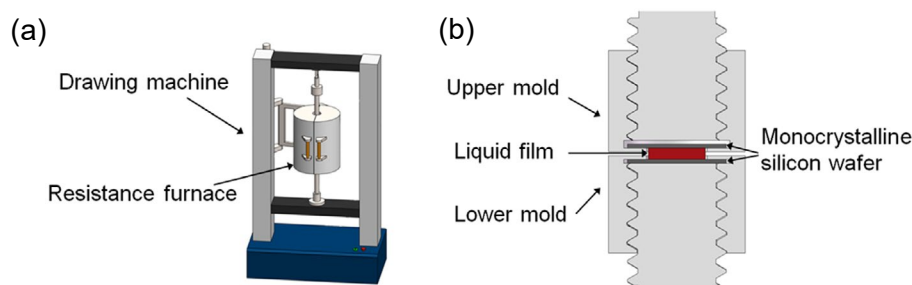 (a)
Drawing machine
Resistance furnace
(b)
Upper mold
Liquid film
Lower mold
Monocrystalline
silicon wafer